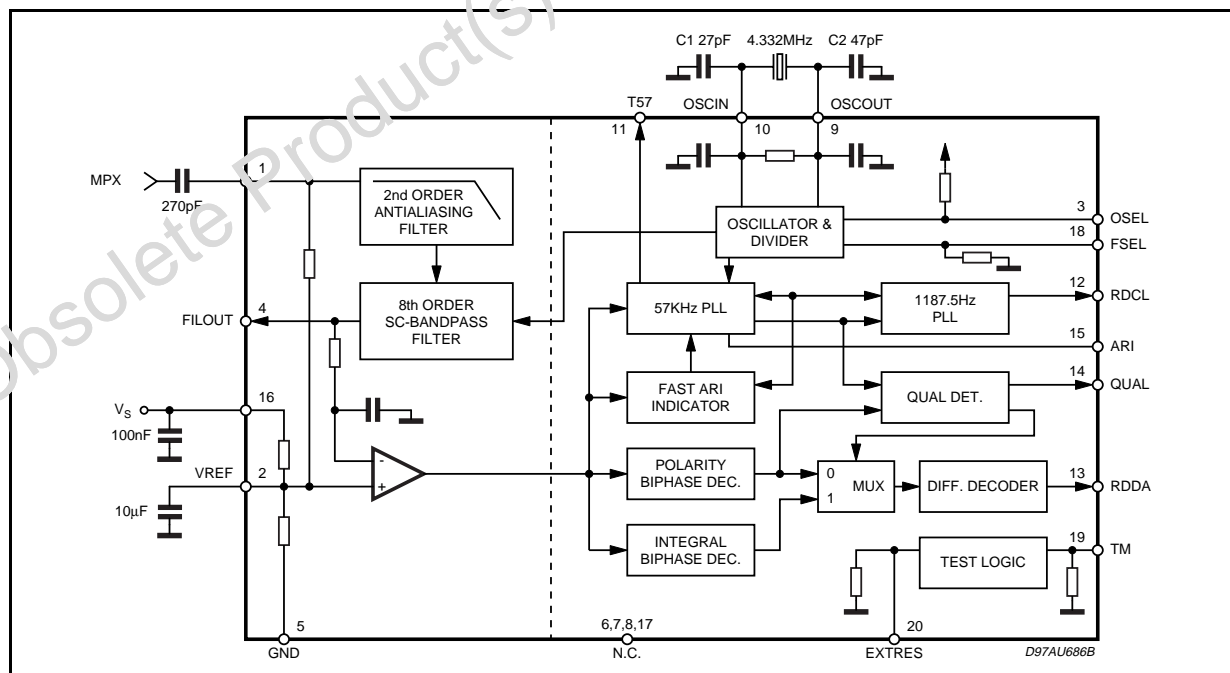 Obsolete Product(s)
C1 27pF
4.332MHz
C2 47pF
T57
OSCIN
OSCOUT
11
10
9
MPX
270pF
1
2nd ORDER
ANTIALIASING
FILTER
OSCILLATOR &
DIVIDER
3
OSEL
18
FSEL
FILOUT
4
8th ORDER
SC-BANDPASS
FILTER
57KHz PLL
1187.5Hz
PLL
12
RDCL
15
ARI
VS
16
100nF
FAST ARI
INDICATOR
QUAL DET.
14
QUAL
VREF
2
10µF
-
+
POLARITY
BIPHASE DEC.
0
1
MUX
DIFF. DECODER
13
RDDA
INTEGRAL
BIPHASE DEC.
TEST LOGIC
19
TM
5
GND
6,7,8,17
N.C.
20
EXTRES
D97AU686B